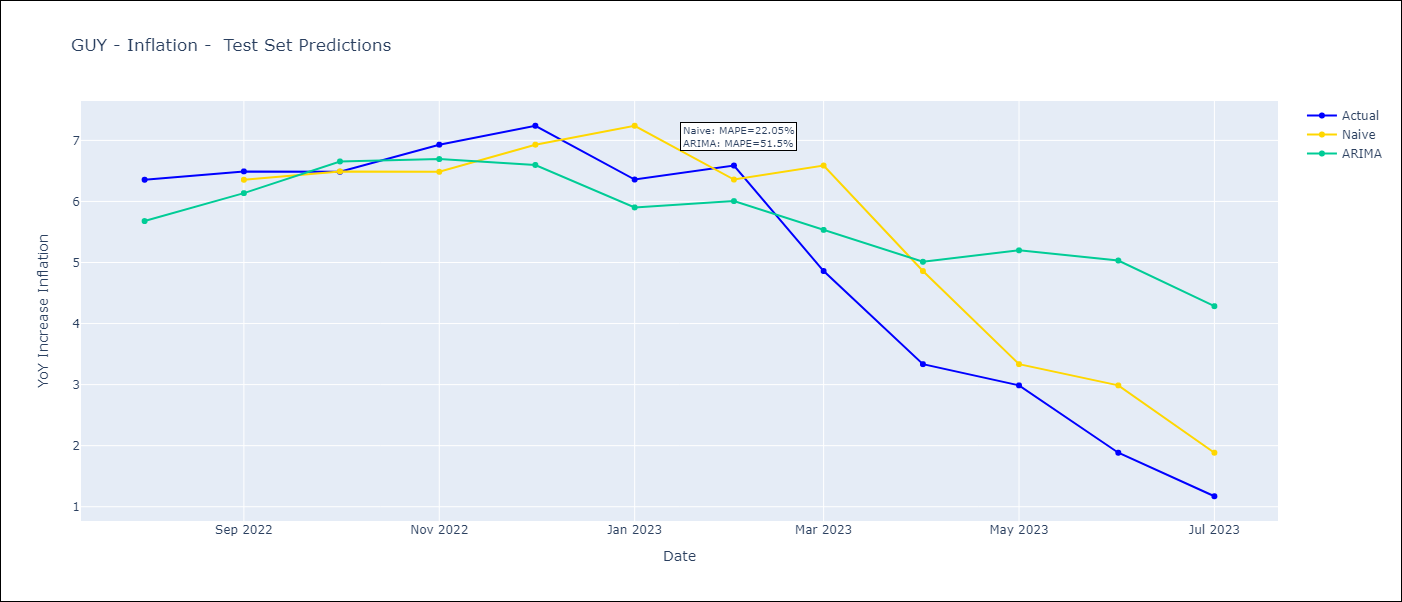 GUY - Inflation -  Test Set Predictions
Actual
Naive
ARIMA
Naive: MAPE=22.05%
ARIMA: MAPE=51.5%
7
6
5
4
3
2
1
YoY Increase Inflation
Sep 2022
Nov 2022
Jan 2023
Mar 2023
May 2023
Jul 2023
Date